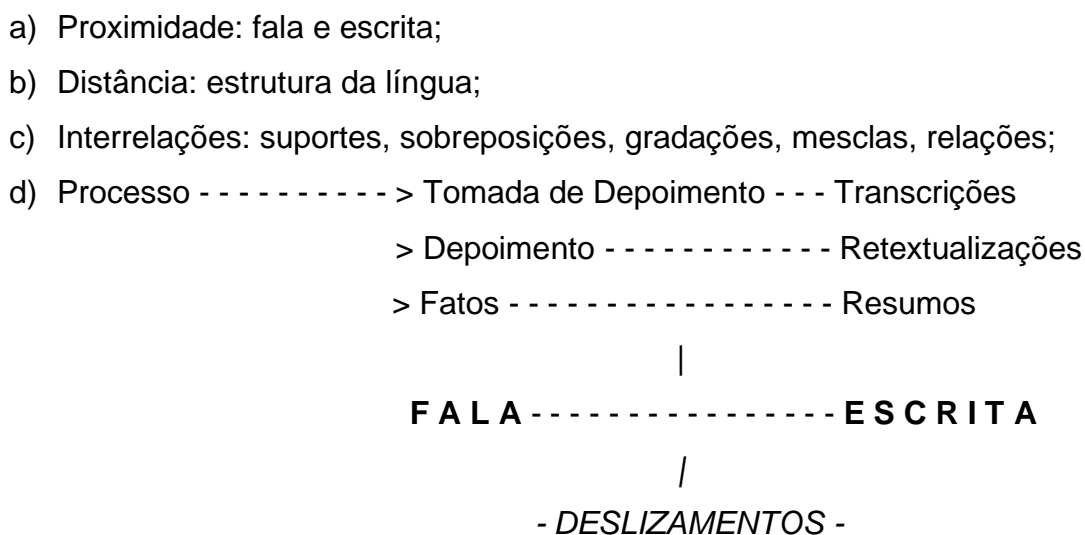 a) Proximidade: fala e escrita;
b) Distância: estrutura da língua;
c) Interrelações: suportes, sobreposições, gradações, mesclas, relações;
d) Processo - - - - - - - - - - > Tomada de Depoimento - - - Transcrições
> Depoimento - - - - - - - - - - - - Retextualizações
> Fatos - - - - - - - - - - - - - - - - - Resumos
|
F A L A - - - - - - - - - - - - - - - - E S C R I T A
/
- DESLIZAMENTOS -